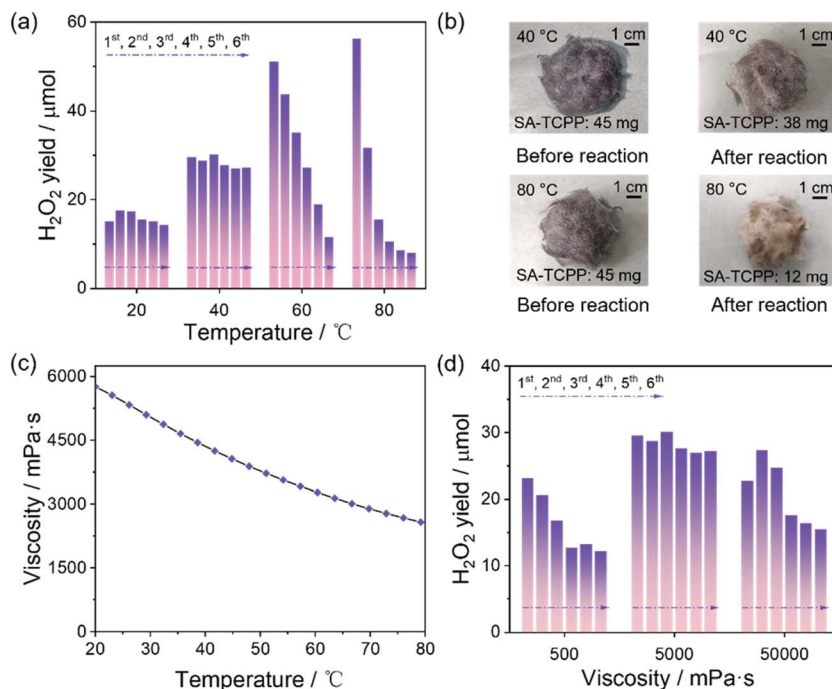 (a)
60
40
20
0
H₂O₂ yield / μmol
1st, 2nd, 3rd, 4th, 5th, 6th
20 40 60 80
Temperature / ℃
(b)
40 °C 1 cm
SA-TCPP: 45 mg
Before reaction
40 °C 1 cm
SA-TCPP: 38 mg
After reaction
80 °C 1 cm
SA-TCPP: 45 mg
Before reaction
80 °C 1 cm
SA-TCPP: 12 mg
After reaction
(c)
6000
4500
3000
1500
0
Viscosity / mPa·s
20 30 40 50 60 70 80
Temperature / ℃
(d)
40
30
20
10
0
H₂O₂ yield / μmol
1st, 2nd, 3rd, 4th, 5th, 6th
500 5000 50000
Viscosity / mPa·s